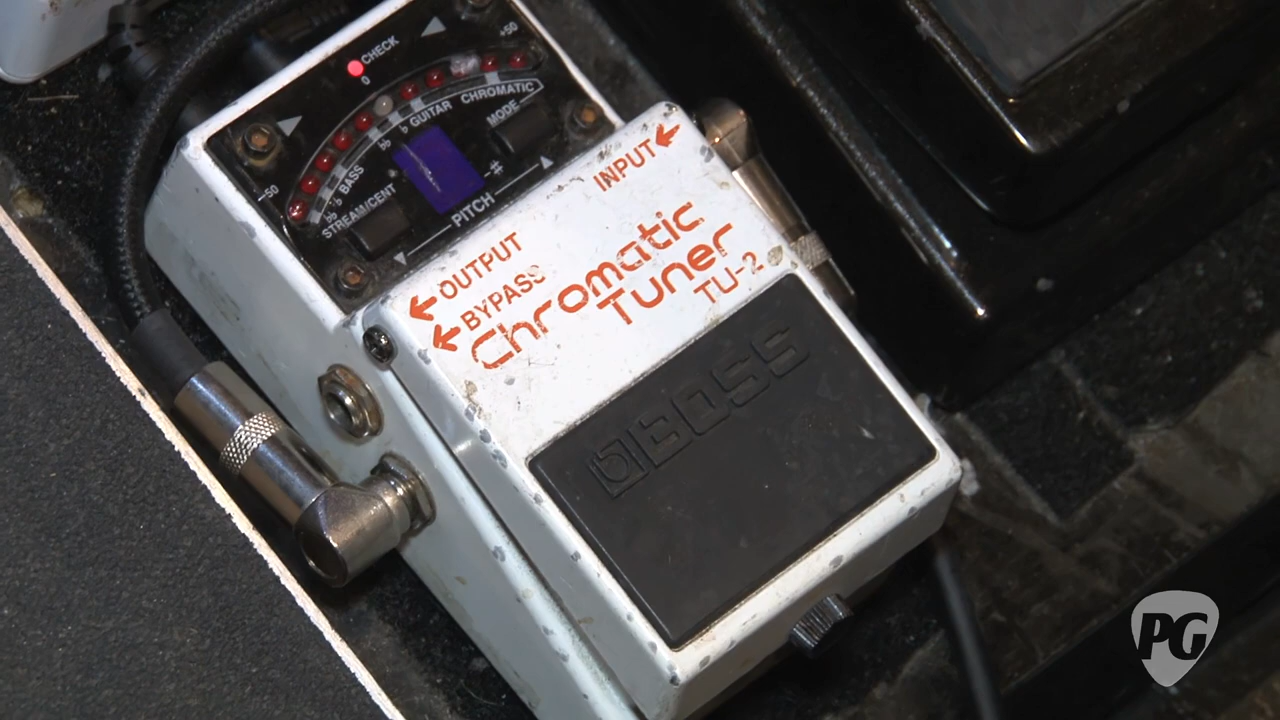 CHECK
+50
0
CHROMATIC
♭ GUITAR
MODE
♭♭
BASS
-50
STREAM/CENT
PITCH
INPUT
OUTPUT
BYPASS
Chromatic
Tuner
TU-2
BOSS
PG